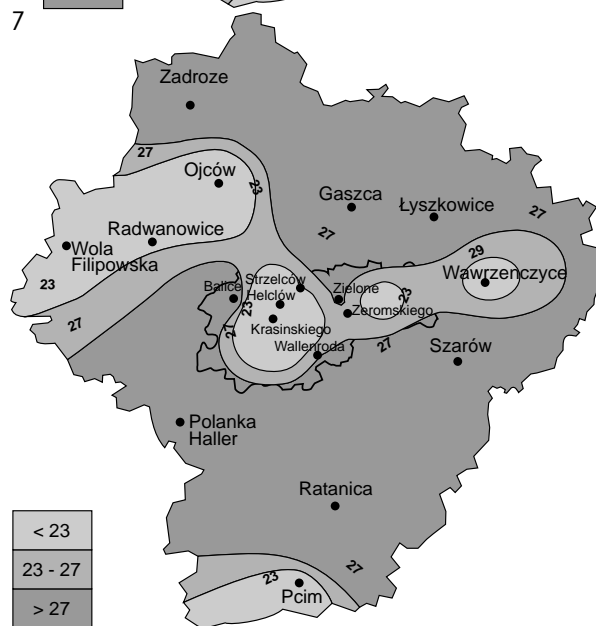 7
Zadroze
27
Ojców
23
Gaszca
Łyszkowice
27
27
Radwanowice
Wola
Filipowska
29
Wawrzenczyce
23
Strzelców
Balice
Helclów
Zielone
23
23
Zeromskiego
27
Krasinskiego
27
Wallenroda
27
Szarów
Polanka
Haller
Ratanica
< 23
23 - 27
> 27
27
23
Pcim